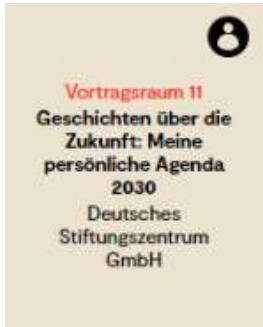 Vortragsraum 11
Geschichten über die
Zukunft: Meine
persönliche Agenda
2030
Deutsches
Stiftungszentrum
GmbH